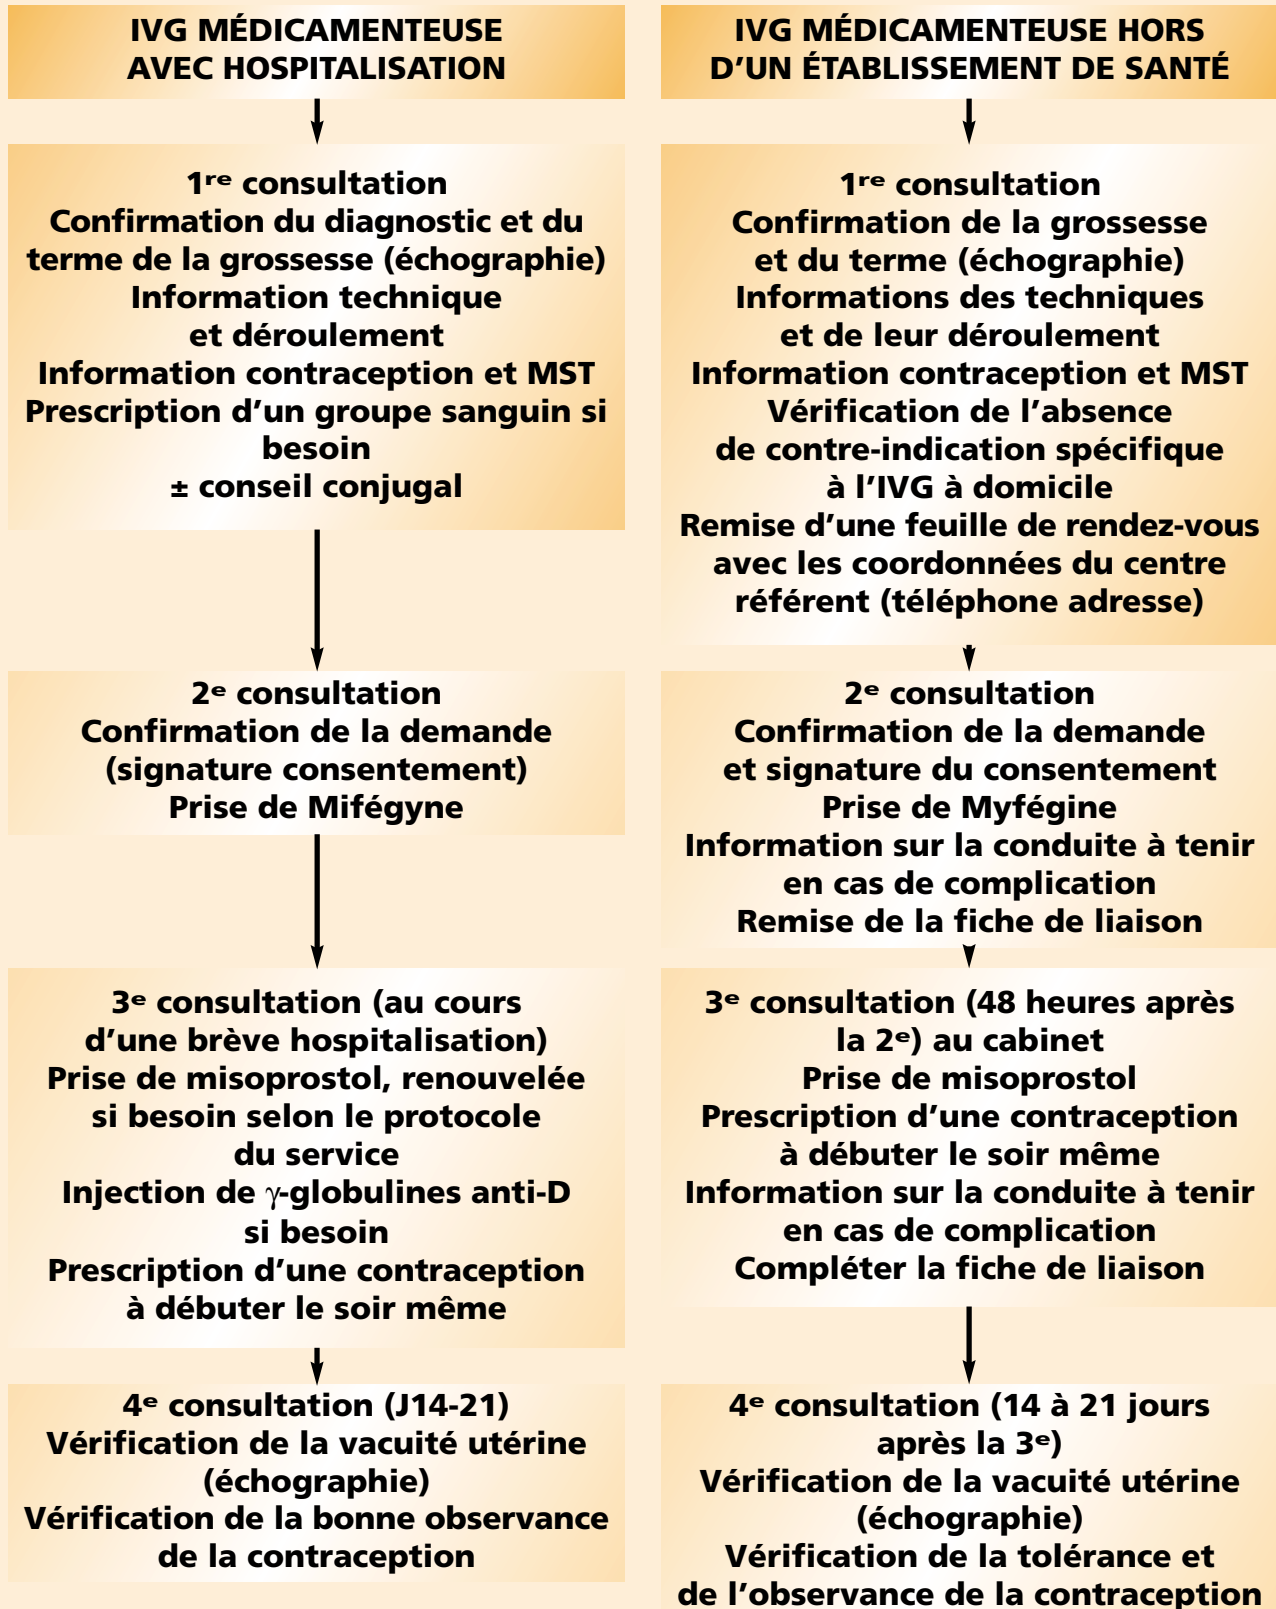 IVG MÉDICAMENTEUSE
AVEC HOSPITALISATION
1re consultation
Confirmation du diagnostic et du
terme de la grossesse (échographie)
Information technique
et déroulement
Information contraception et MST
Prescription d’un groupe sanguin si
besoin
± conseil conjugal
2e consultation
Confirmation de la demande
(signature consentement)
Prise de Mifégyne
3e consultation (au cours
d’une brève hospitalisation)
Prise de misoprostol, renouvelée
si besoin selon le protocole
du service
Injection de γ-globulines anti-D
si besoin
Prescription d’une contraception
à débuter le soir même
4e consultation (J14-21)
Vérification de la vacuité utérine
(échographie)
Vérification de la bonne observance
de la contraception
IVG MÉDICAMENTEUSE HORS
D’UN ÉTABLISSEMENT DE SANTÉ
1re consultation
Confirmation de la grossesse
et du terme (échographie)
Informations des techniques
et de leur déroulement
Information contraception et MST
Vérification de l’absence
de contre-indication spécifique
à l’IVG à domicile
Remise d’une feuille de rendez-vous
avec les coordonnées du centre
référent (téléphone adresse)
2e consultation
Confirmation de la demande
et signature du consentement
Prise de Myfégine
Information sur la conduite à tenir
en cas de complication
Remise de la fiche de liaison
3e consultation (48 heures après
la 2e) au cabinet
Prise de misoprostol
Prescription d’une contraception
à débuter le soir même
Information sur la conduite à tenir
en cas de complication
Compléter la fiche de liaison
4e consultation (14 à 21 jours
après la 3e)
Vérification de la vacuité utérine
(échographie)
Vérification de la tolérance et
de l’observance de la contraception